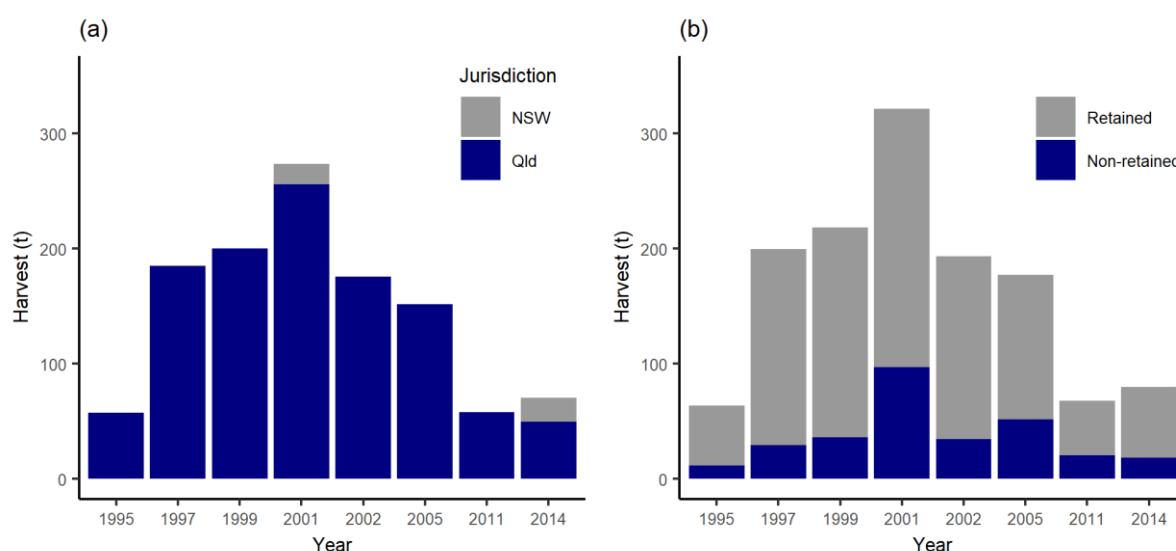 (a)
Jurisdiction
NSW
Qld
300
200
100
0
Harvest (t)
1995 1997 1999 2001 2002 2005 2011 2014
Year
(b)
Retained
Non-retained
300
200
100
0
Harvest (t)
1995 1997 1999 2001 2002 2005 2011 2014
Year